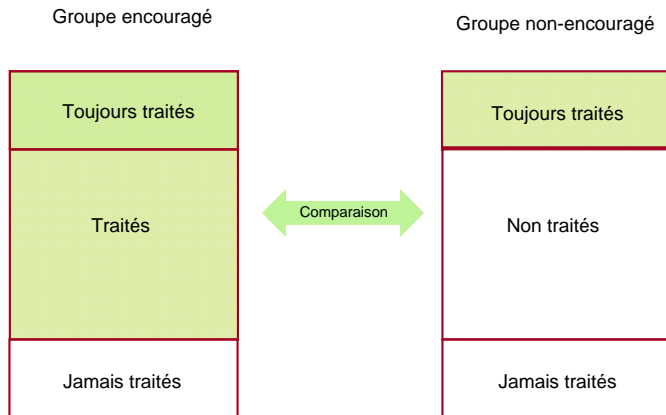 Groupe encouragé
Groupe non-encouragé
Toujours traités
Toujours traités
Comparaison
Traités
Non traités
Jamais traités
Jamais traités